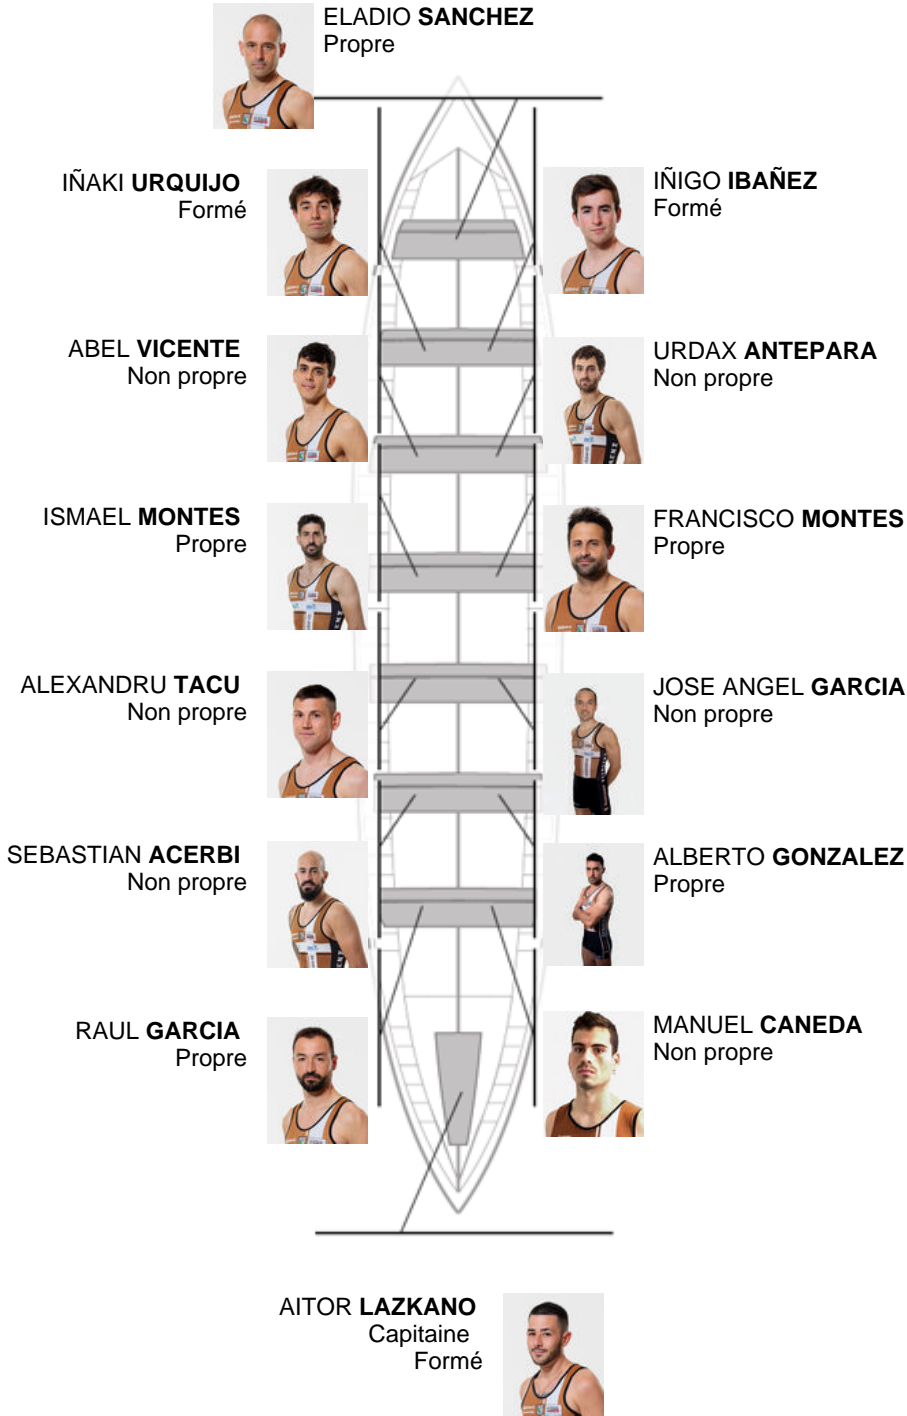 ELADIO SANCHEZ
Propre
IÑAKI URQUIJO
Formé
IÑIGO IBAÑEZ
Formé
ABEL VICENTE
Non propre
URDAX ANTEPARA
Non propre
ISMAEL MONTES
Propre
FRANCISCO MONTES
Propre
ALEXANDRU TACU
Non propre
JOSE ANGEL GARCIA
Non propre
SEBASTIAN ACERBI
Non propre
ALBERTO GONZALEZ
Propre
RAUL GARCIA
Propre
MANUEL CANEDA
Non propre
AITOR LAZKANO
Capitaine
Formé